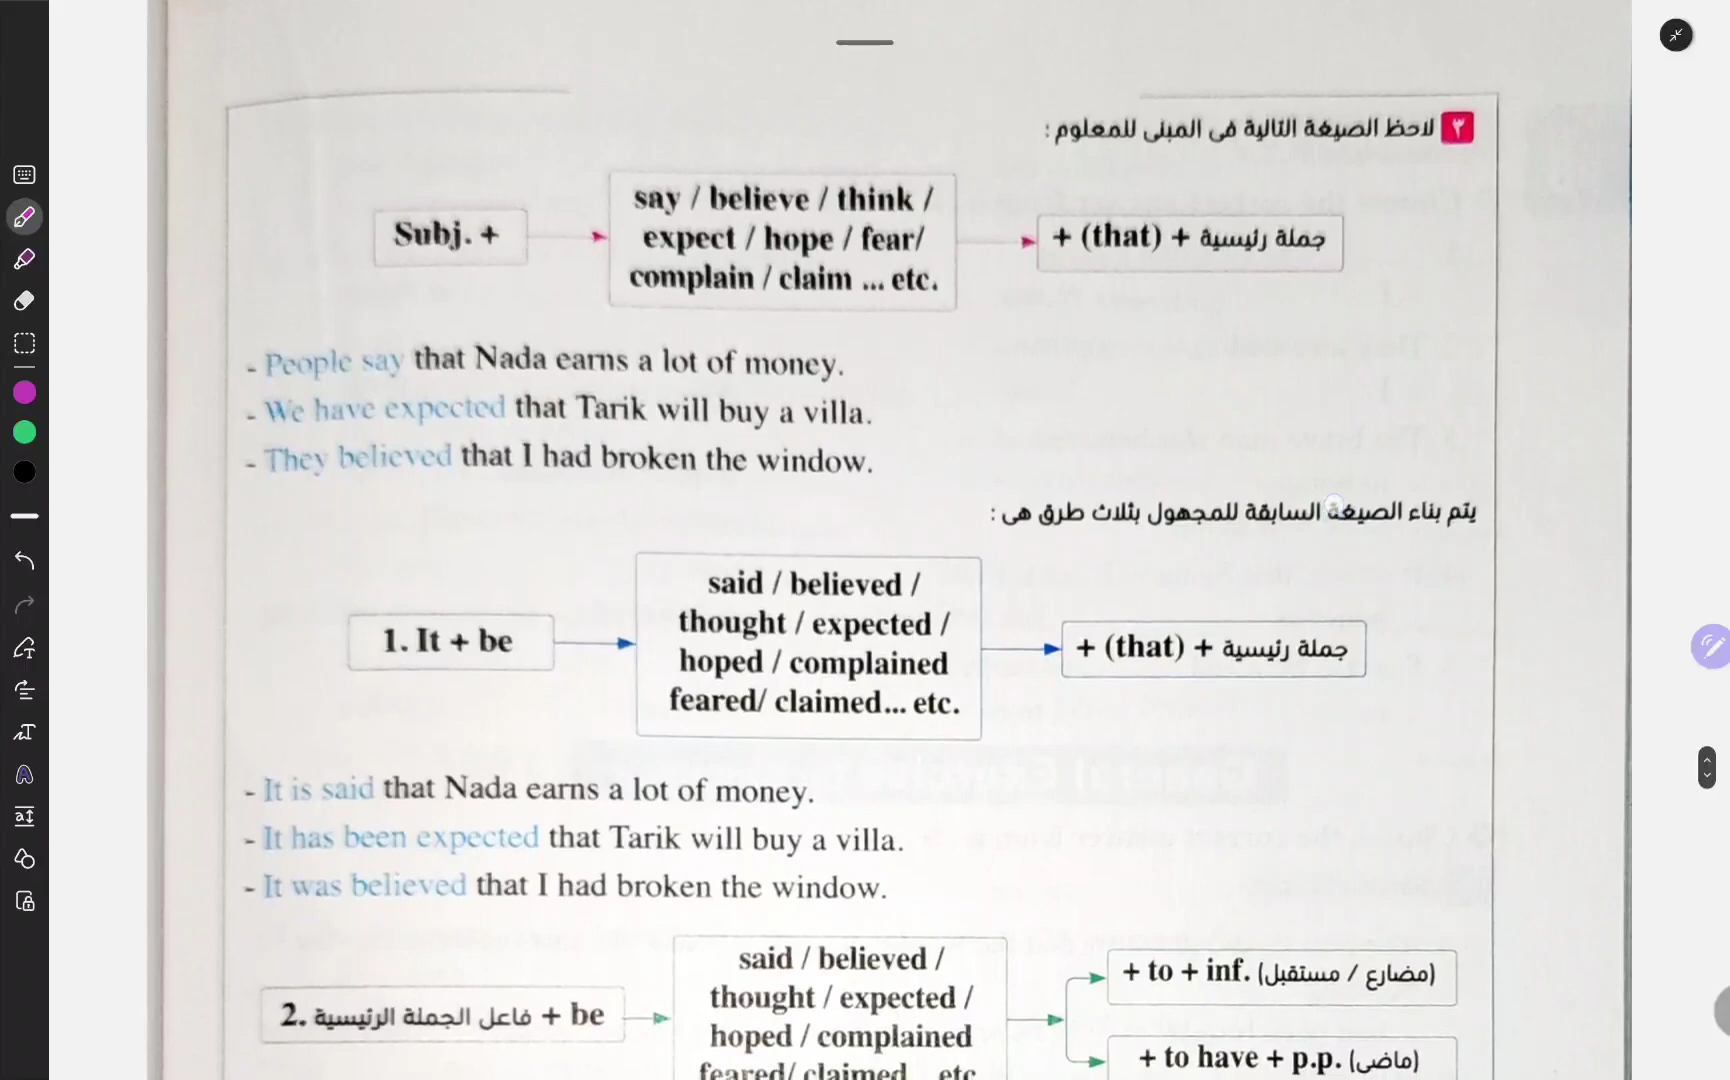 ٣ لاحظ الصيغة التالية فى المبنى للمعلوم :
Subj. +
say / believe / think /
expect / hope / fear/
complain / claim ... etc.
+ (that) + جملة رئيسية
- People say that Nada earns a lot of money.
- We have expected that Tarik will buy a villa.
- They believed that I had broken the window.
يتم بناء الصيغة السابقة للمجهول بثلاث طرق هى :
1. It + be
said / believed /
thought / expected /
hoped / complained
feared/ claimed... etc.
+ (that) + جملة رئيسية
- It is said that Nada earns a lot of money.
- It has been expected that Tarik will buy a villa.
- It was believed that I had broken the window.
2. فاعل الجملة الرئيسية + be
said / believed /
thought / expected /
hoped / complained
feared/ claimed etc
+ to + inf. (مضارع / مستقبل)
+ to have + p.p. (ماضى)